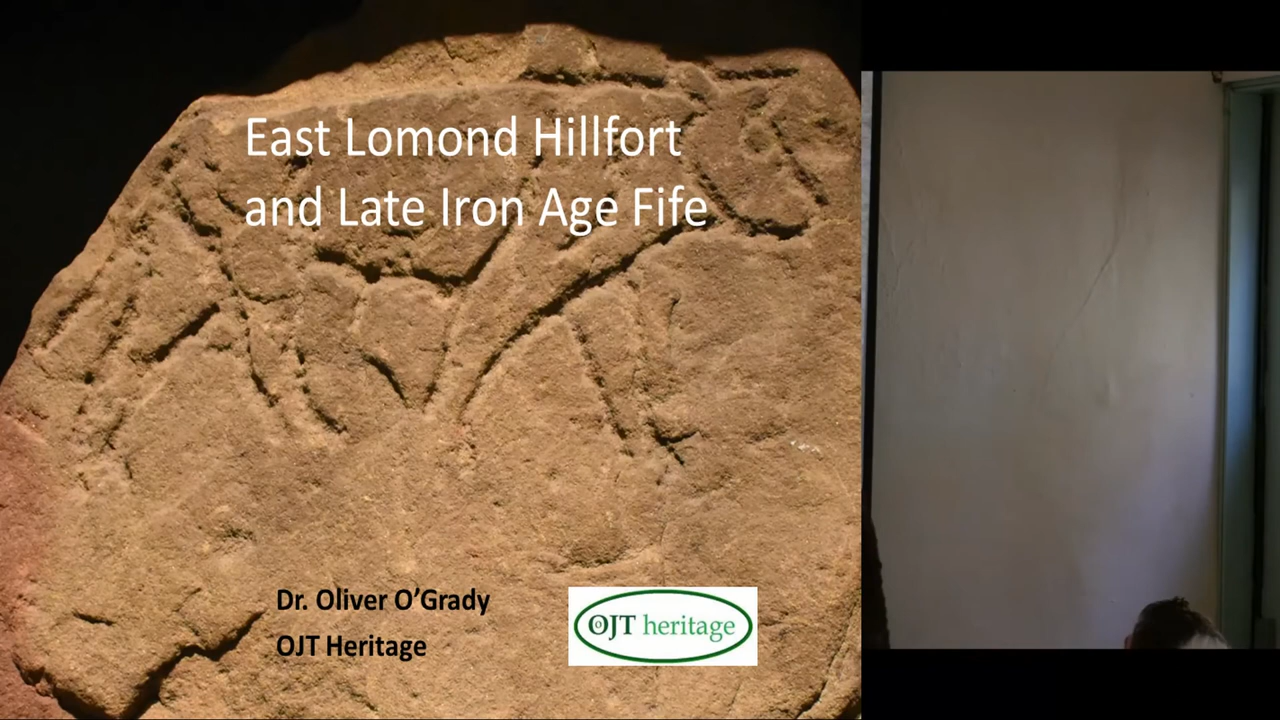 East Lomond Hillfort
and Late Iron Age Fife
Dr. Oliver O'Grady
OJT Heritage
OJT heritage